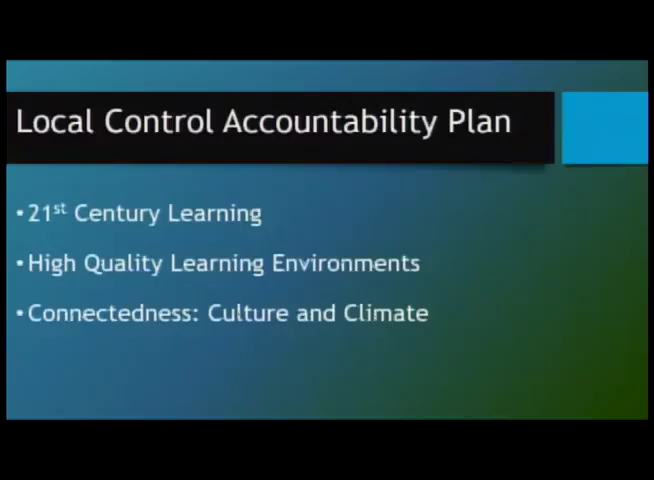 Local Control Accountability Plan
• 21st Century Learning
• High Quality Learning Environments
• Connectedness: Culture and Climate